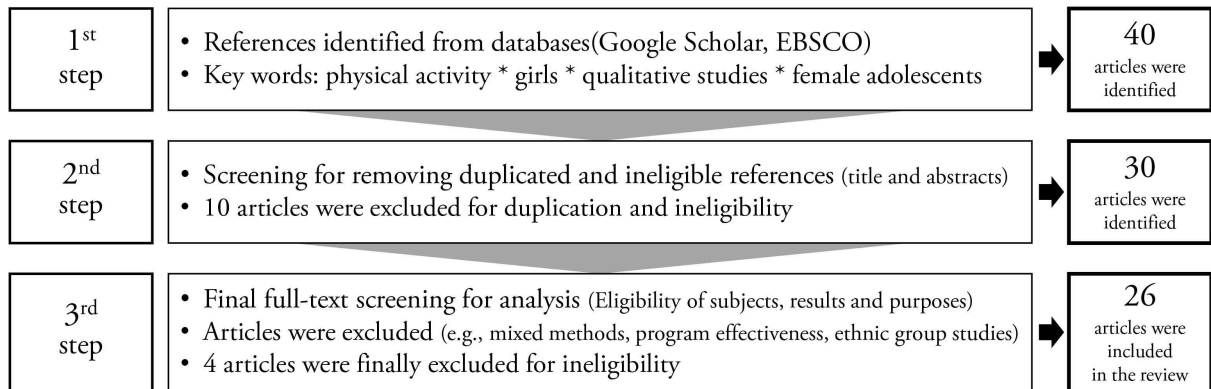 1st
step
• References identified from databases(Google Scholar, EBSCO)
• Key words: physical activity * girls * qualitative studies * female adolescents
40
articles were
identified
2nd
step
• Screening for removing duplicated and ineligible references (title and abstracts)
• 10 articles were excluded for duplication and ineligibility
30
articles were
identified
3rd
step
• Final full-text screening for analysis (Eligibility of subjects, results and purposes)
• Articles were excluded (e.g., mixed methods, program effectiveness, ethnic group studies)
• 4 articles were finally excluded for ineligibility
26
articles were
included
in the review